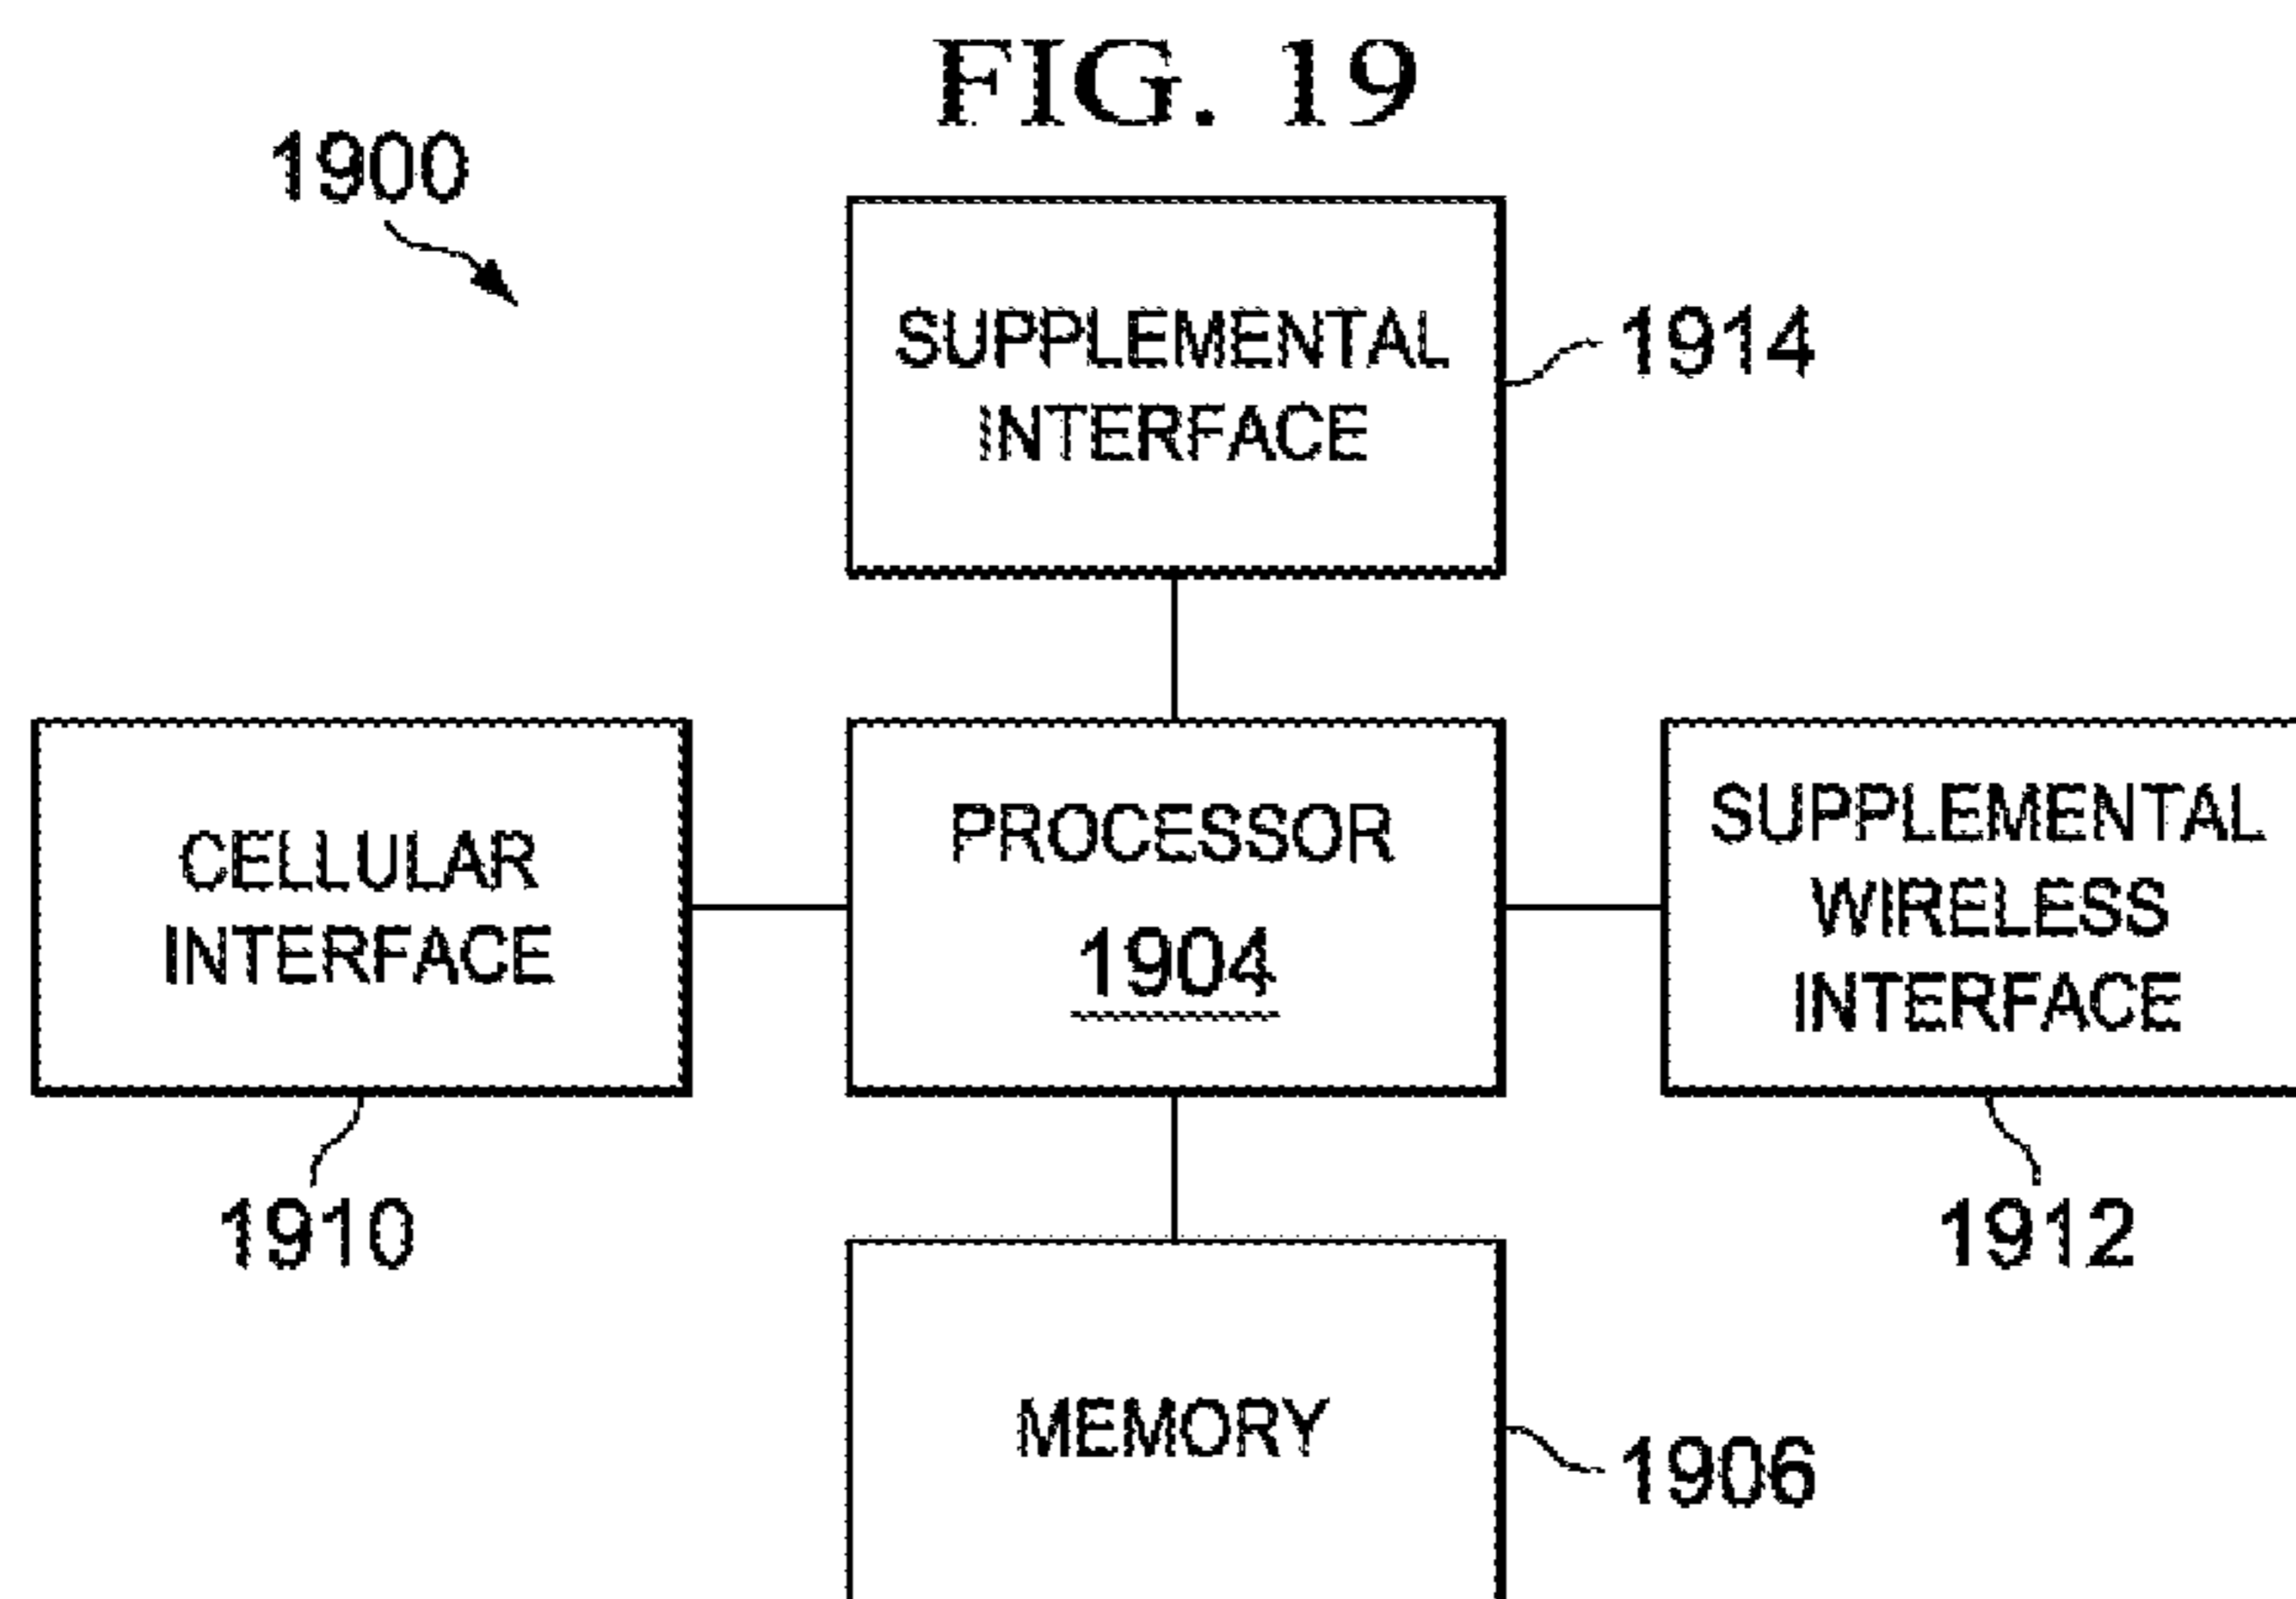 FIG. 19
1900
SUPPLEMENTAL
INTERFACE
1914
CELLULAR
INTERFACE
1910
PROCESSOR
1904
SUPPLEMENTAL
WIRELESS
INTERFACE
1912
MEMORY
1906